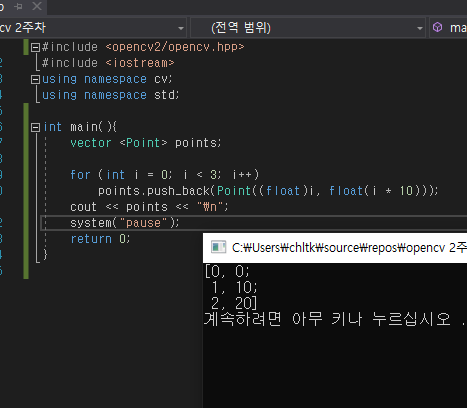 cv 2주차
(전역 범위)
ma
#include <opencv2/opencv.hpp>
#include <iostream>
using namespace cv;
using namespace std;
int main(){
vector <Point> points;
for (int i = 0; i < 3; i++)
points.push_back(Point((float)i, float(i * 10)));
cout << points << "₩n";
system("pause");
return 0;
}
C:₩Users₩chltk₩source₩repos₩opencv 2주
[0, 0;
1, 10;
2, 20]
계속하려면 아무 키나 누르십시오 .